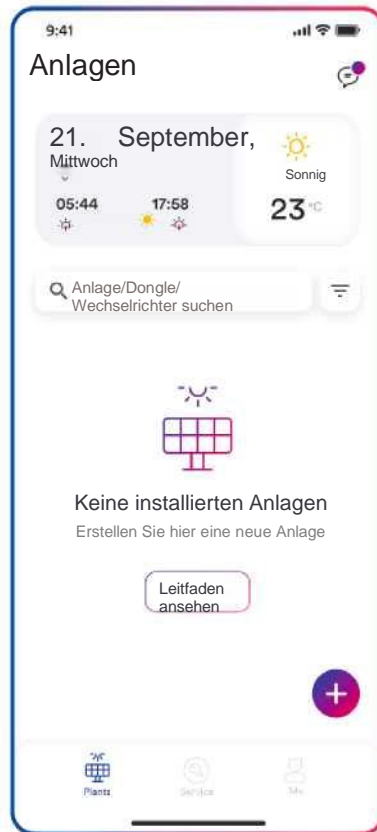 9:41
Anlagen
21. September,
Mittwoch
Sonnig
05:44 17:58
23 °C
Anlage/Dongle/
Wechselrichter suchen
Keine installierten Anlagen
Erstellen Sie hier eine neue Anlage
Leitfaden
ansehen
Plants Service Me